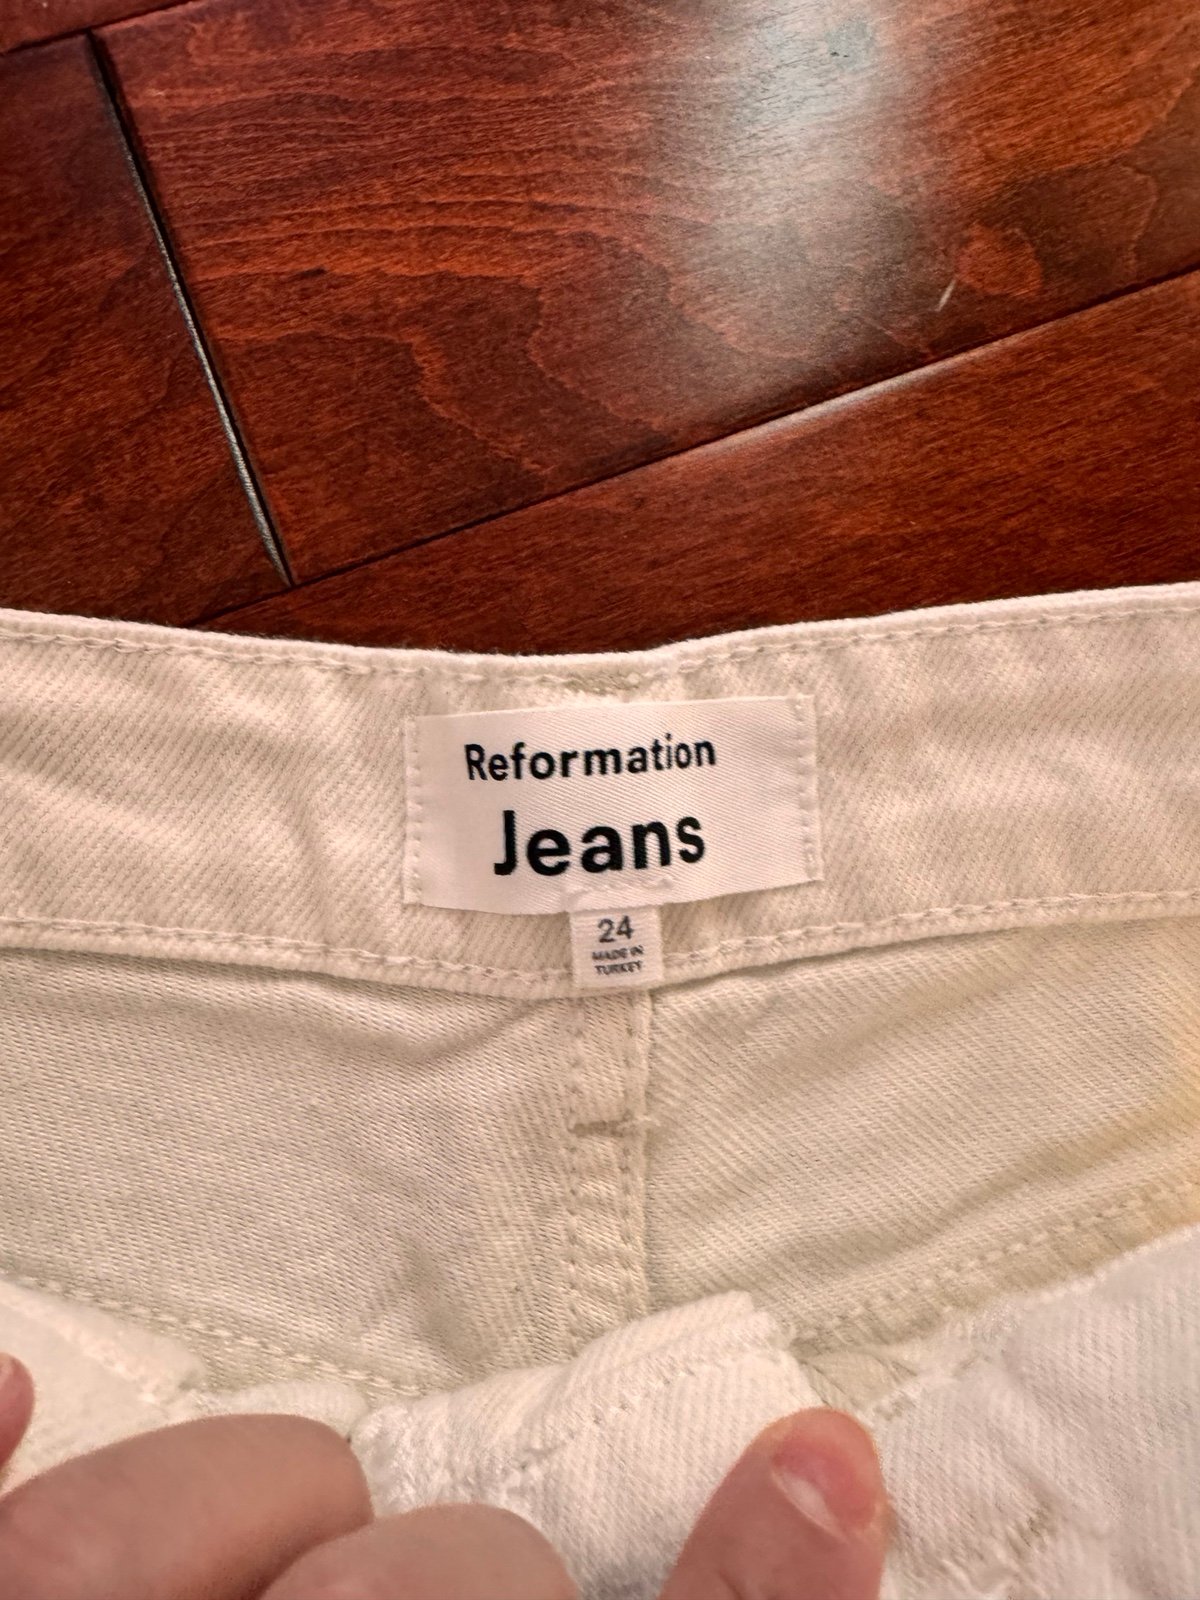 Reformation
Jeans
24
MADE IN
TURKEY